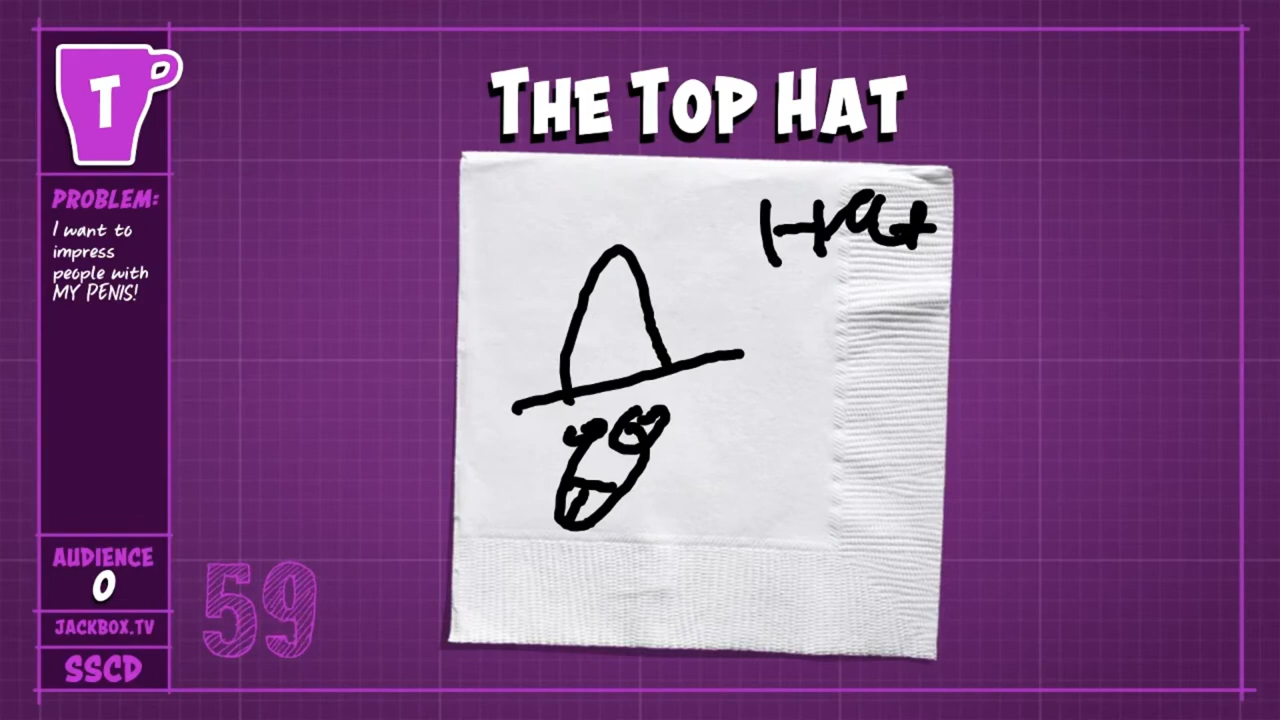 T
THE TOP HAT
PROBLEM:
I want to
impress
people with
MY PENIS!
Hat
AUDIENCE
0
JACKBOX.TV
SSCD
59